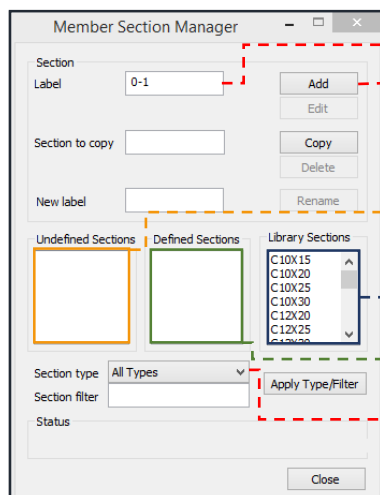 Member Section Manager
Section
Label 0-1 Add
Edit
Section to copy Copy
Delete
New label Rename
Undefined Sections Defined Sections Library Sections
C10X15
C10X20
C10X25
C10X30
C12X20
C12X25
C12X30
Section type All Types
Section filter Apply Type/Filter
Status
Close